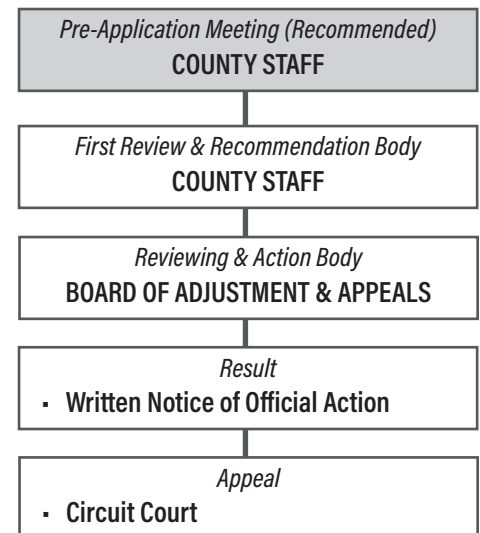 Pre-Application Meeting (Recommended)
COUNTY STAFF
First Review & Recommendation Body
COUNTY STAFF
Reviewing & Action Body
BOARD OF ADJUSTMENT & APPEALS
Result
▪ Written Notice of Official Action
Appeal
▪ Circuit Court